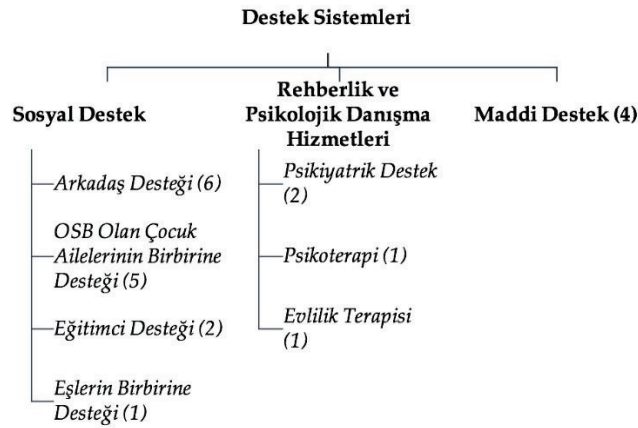 Destek Sistemleri
Sosyal Destek
Arkadaş Desteği (6)
OSB Olan Çocuk
Ailelerinin Birbirine
Desteği (5)
Eğitimci Desteği (2)
Eşlerin Birbirine
Desteği (1)
Rehberlik ve
Psikolojik Danışma
Hizmetleri
Psikiyatrik Destek
(2)
Psikoterapi (1)
Evlilik Terapisi
(1)
Maddi Destek (4)